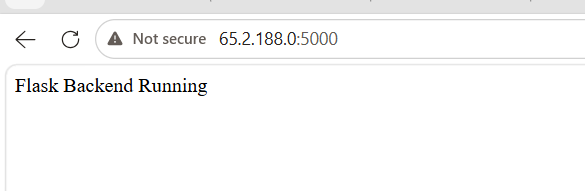 Not secure 65.2.188.0:5000
Flask Backend Running